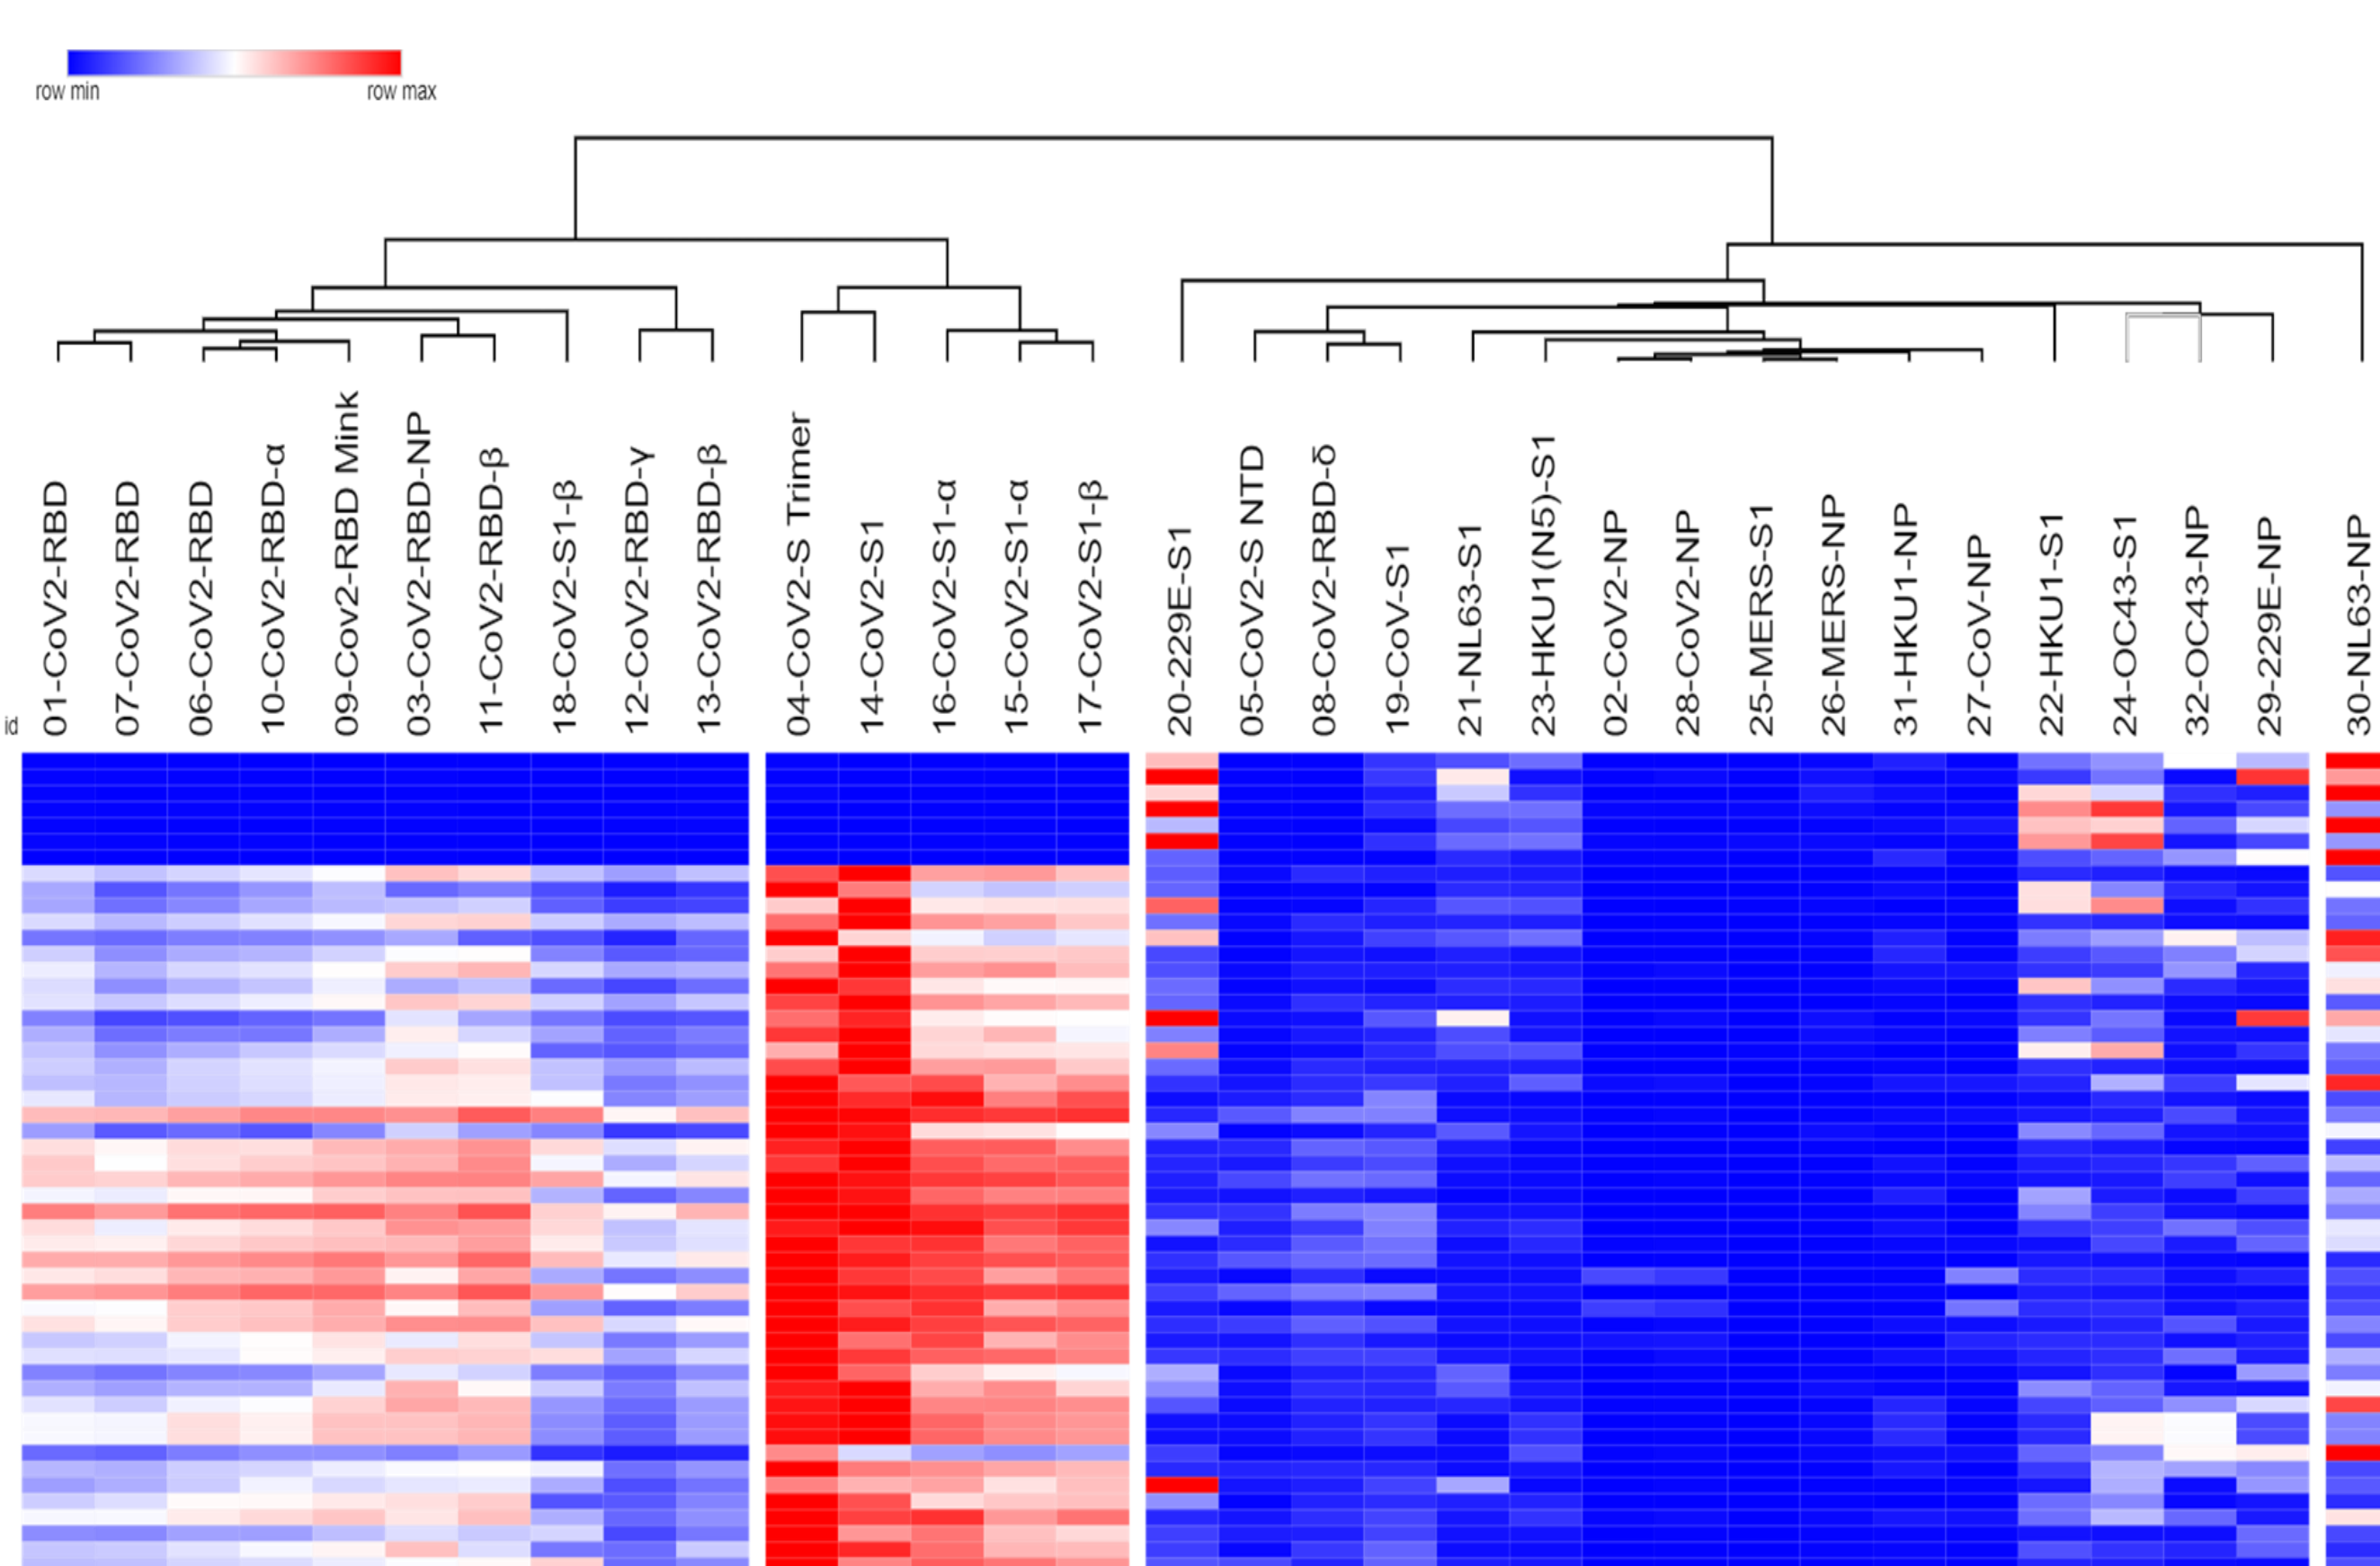 row min row max
id
01-CoV2-RBD
07-CoV2-RBD
06-CoV2-RBD
10-CoV2-RBD-α
09-Cov2-RBD Mink
03-CoV2-RBD-NP
11-CoV2-RBD-β
18-CoV2-S1-β
12-CoV2-RBD-γ
13-CoV2-RBD-β
04-CoV2-S Trimer
14-CoV2-S1
16-CoV2-S1-α
15-CoV2-S1-α
17-CoV2-S1-β
20-229E-S1
05-CoV2-S NTD
08-CoV2-RBD-δ
19-CoV-S1
21-NL63-S1
23-HKU1(N5)-S1
02-CoV2-NP
28-CoV2-NP
25-MERS-S1
26-MERS-NP
31-HKU1-NP
27-CoV-NP
22-HKU1-S1
24-OC43-S1
32-OC43-NP
29-229E-NP
30-NL63-NP